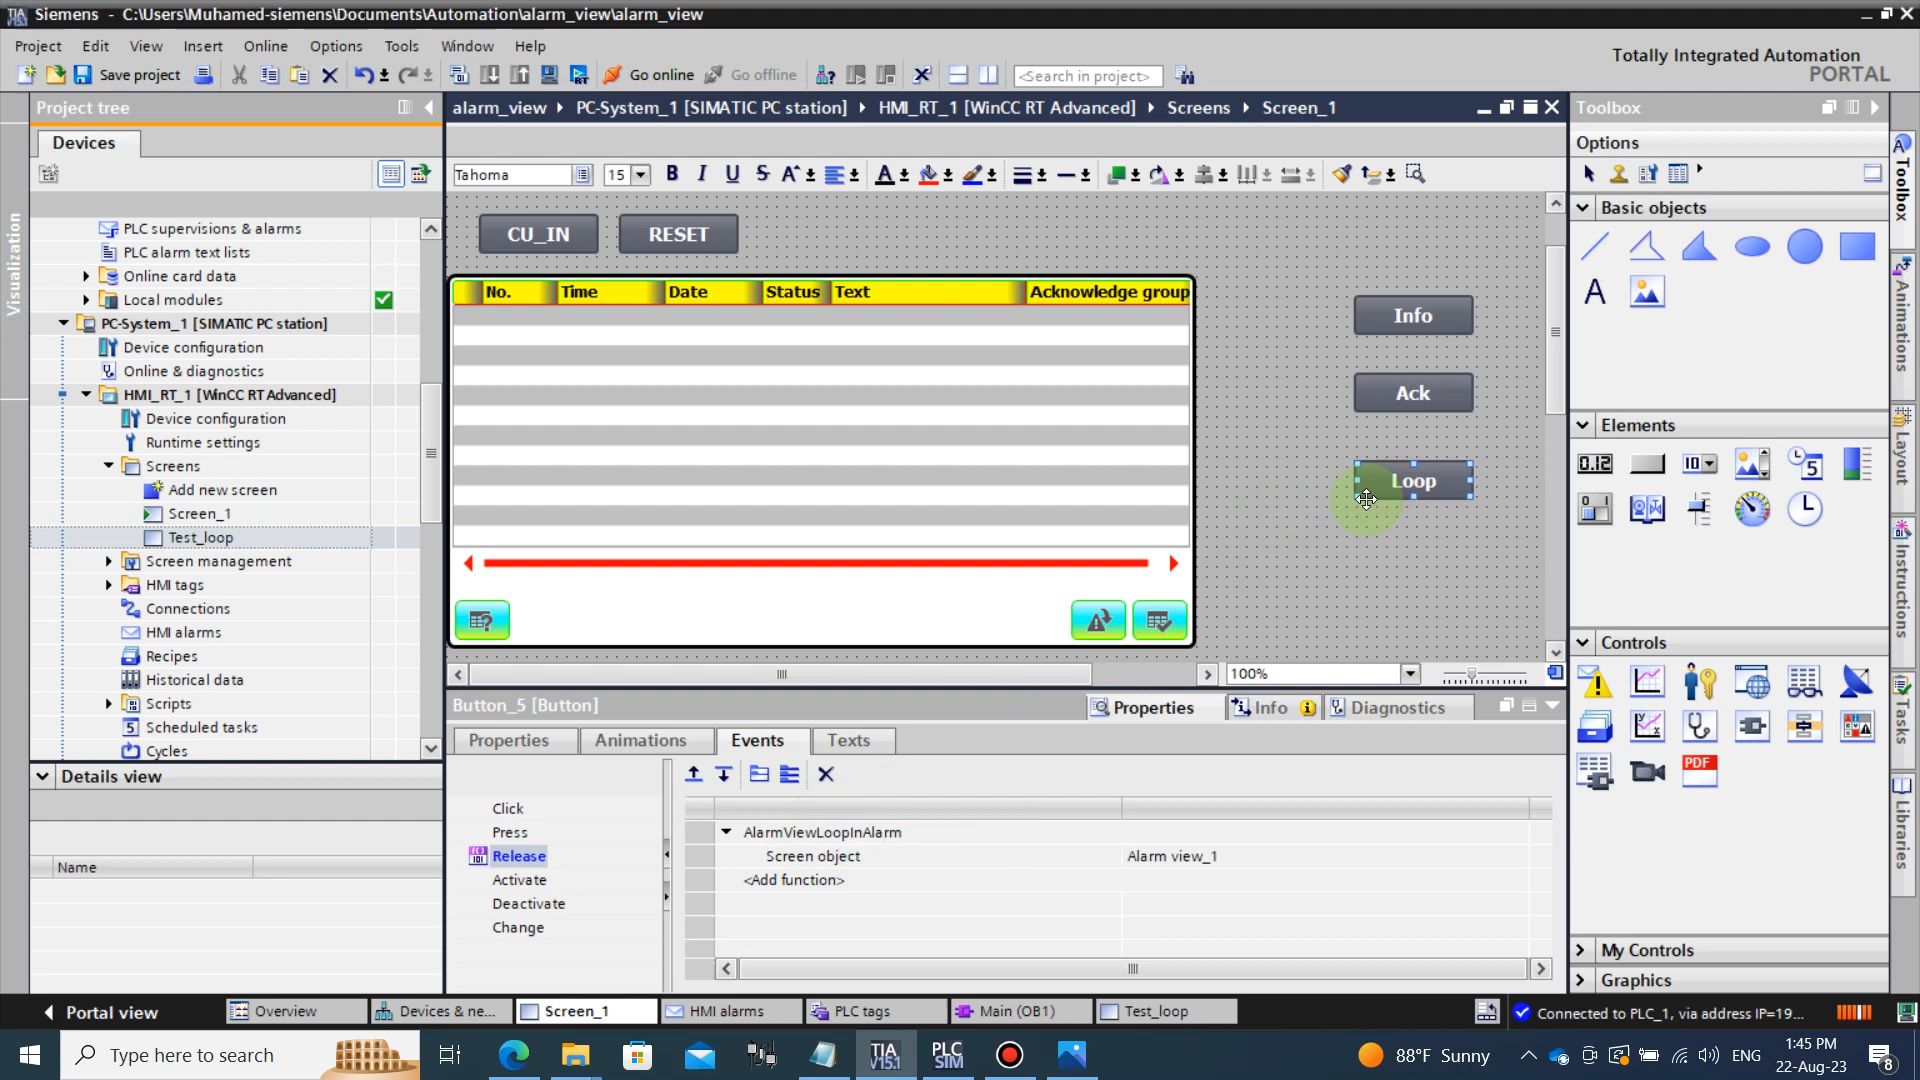 Siemens - C:\Users\Muhamed-siemens\Documents\Automation\alarm_view\alarm_view
Project Edit View Insert Online Options Tools Window Help
Totally Integrated Automation
PORTAL
Save project
Go online
Go offline
<Search in project>
Project tree
alarm_view PC-System_1 [SIMATIC PC station] HMI_RT_1 [WinCC RT Advanced] Screens Screen_1
Toolbox
Devices
Options
Visualization
Tahoma
15
B I U S A
PLC supervisions & alarms
PLC alarm text lists
Online card data
Local modules
PC-System_1 [SIMATIC PC station]
Device configuration
Online & diagnostics
HMI_RT_1 [WinCC RT Advanced]
Device configuration
Runtime settings
Screens
Add new screen
Screen_1
Test_loop
Screen management
HMI tags
Connections
HMI alarms
Recipes
Historical data
Scripts
Scheduled tasks
Cycles
Details view
Name
CU_IN
RESET
No. Time Date Status Text Acknowledge group
Info
Ack
Loop
100%
Basic objects
Elements
Controls
PDF
My Controls
Graphics
Toolbox
Animations
Layout
Instructions
Tasks
Libraries
Button_5 [Button]
Properties
Info
Diagnostics
Properties Animations Events Texts
Click
Press
Release
Activate
Deactivate
Change
AlarmViewLoopInAlarm
Screen object Alarm view_1
<Add function>
Portal view
Overview
Devices & ne...
Screen_1
HMI alarms
PLC tags
Main (OB1)
Test_loop
Connected to PLC_1, via address IP=19...
Type here to search
TIA V15.1
PLC SIM
88°F Sunny
ENG
1:45 PM
22-Aug-23
8